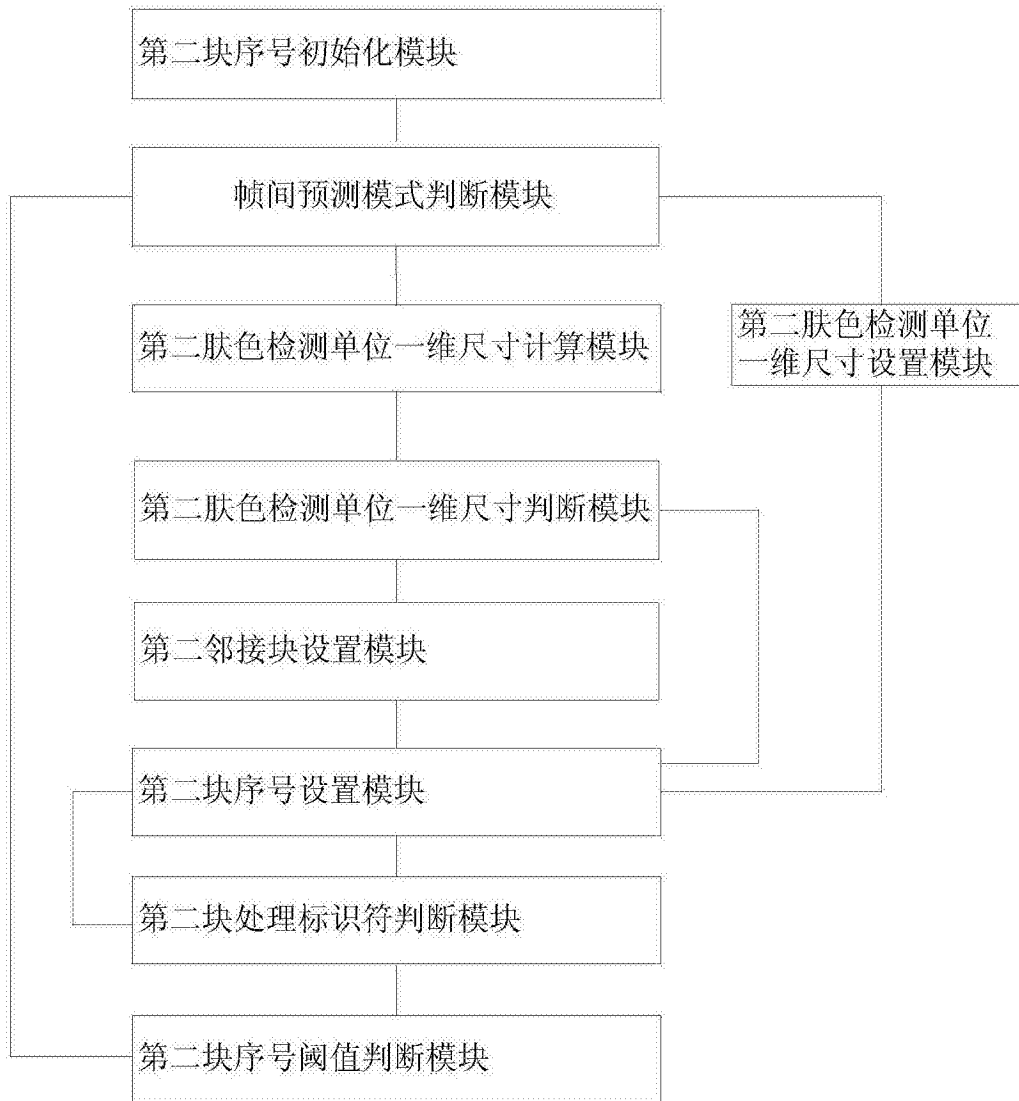 第二块序号初始化模块
帧间预测模式判断模块
第二肤色检测单位一维尺寸计算模块
第二肤色检测单位
一维尺寸设置模块
第二肤色检测单位一维尺寸判断模块
第二邻接块设置模块
第二块序号设置模块
第二块处理标识符判断模块
第二块序号阈值判断模块